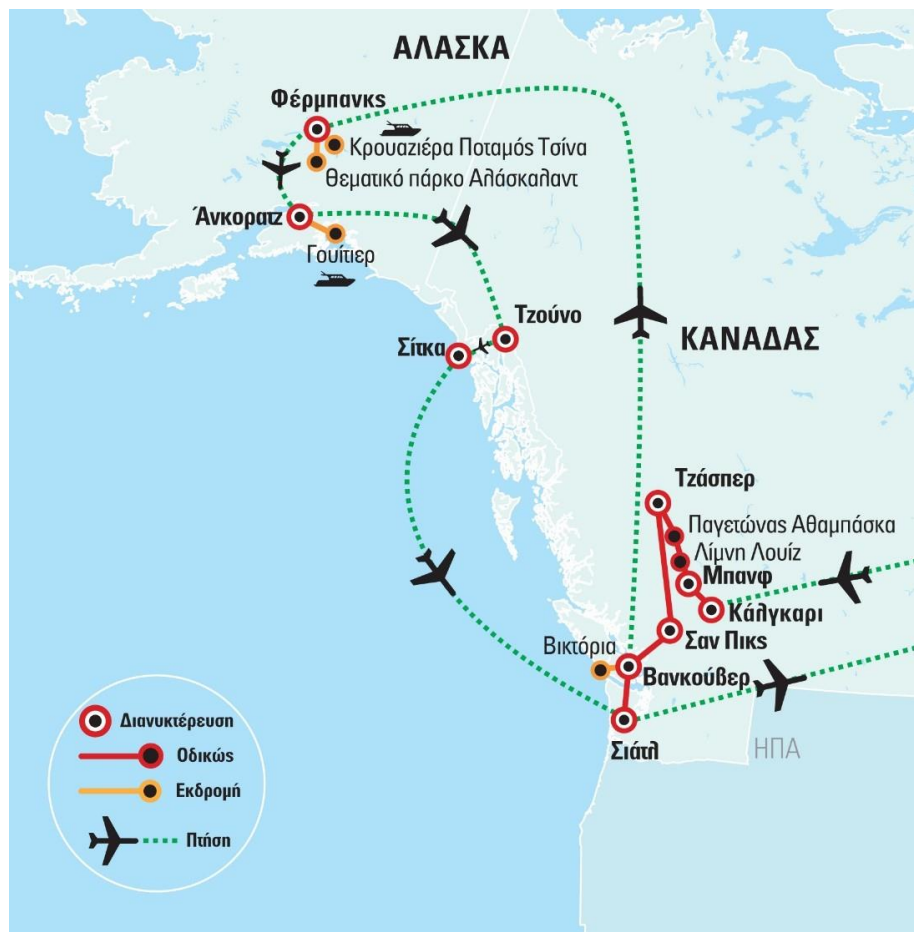 ΑΛΑΣΚΑ
Φέρμπανκς
Κρουαζιέρα Ποταμός Τσίνα
Θεματικό πάρκο Αλάσκαλαντ
Άνκορατζ
Γουίτιερ
Τζούνο
Σίτκα
ΚΑΝΑΔΑΣ
Τζάσπερ
Παγετώνας Αθαμπάσκα
Λίμνη Λουίζ
Μπανφ
Κάλγκαρι
Σαν Πικς
Βικτόρια
Βανκούβερ
Σιάτλ
ΗΠΑ
Διανυκτέρευση
Οδικώς
Εκδρομή
Πτήση